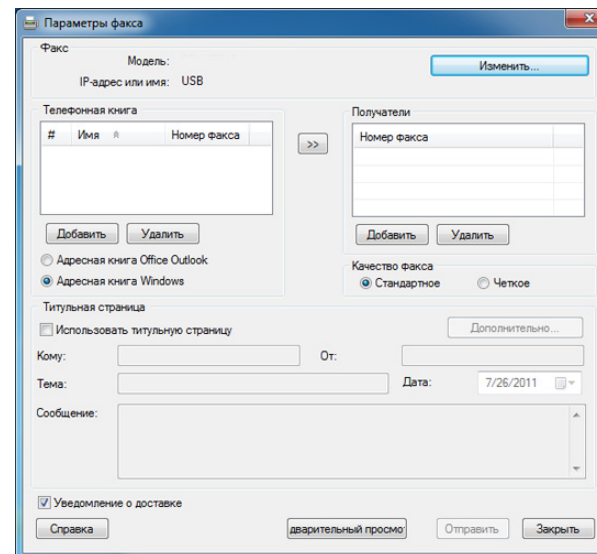 Параметры факса
Факс
Модель:
IP-адрес или имя: USB
Изменить...
Телефонная книга
# Имя Номер факса
>>
Добавить Удалить
Адресная книга Office Outlook
Адресная книга Windows
Получатели
Номер факса
Добавить Удалить
Качество факса
Стандартное Четкое
Титульная страница
Использовать титульную страницу
Дополнительно...
Кому: От:
Тема: Дата: 7/26/2011
Сообщение:
Уведомление о доставке
Справка дварительный просмо Отправить Закрыть